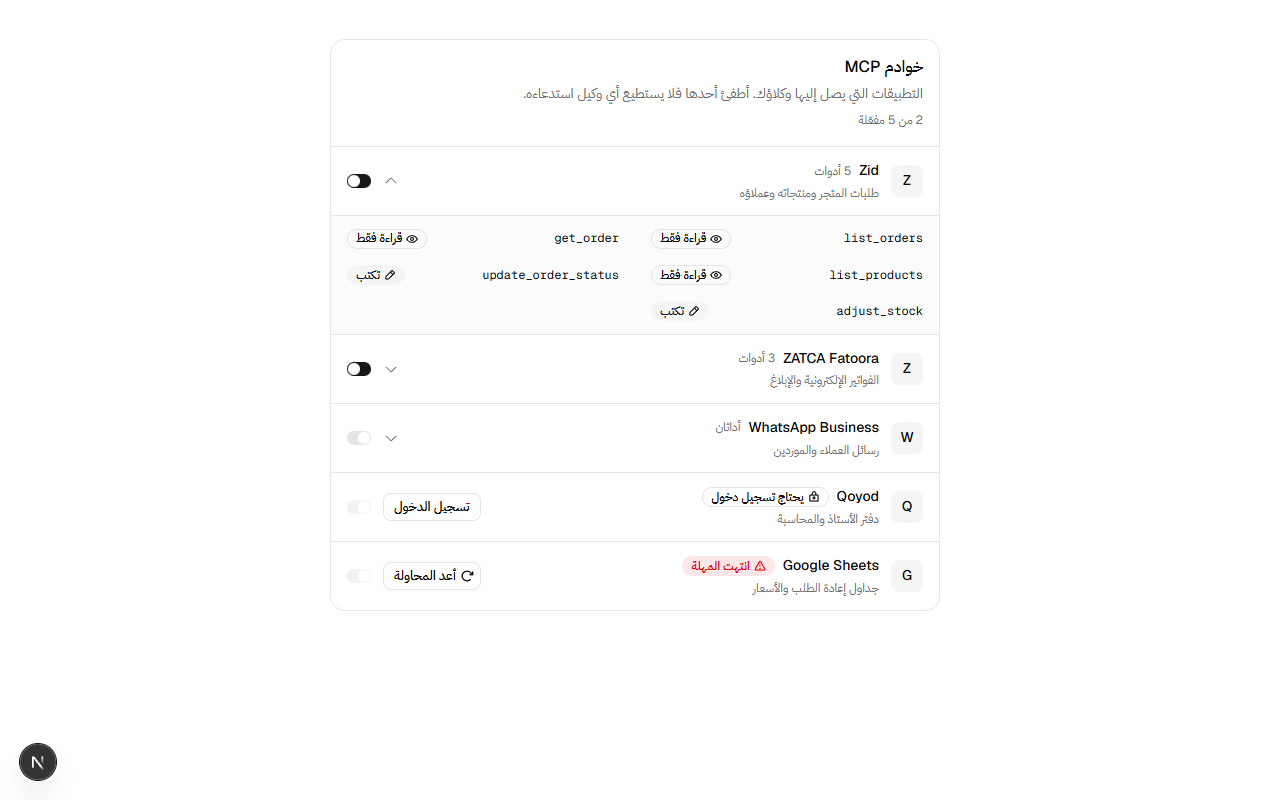 خوادم MCP
التطبيقات التي يصل إليها وكلاؤك. أطفئ أحدها فلا يستطيع أي وكيل استدعاءه.
2 من 5 مفعّلة
Z
Zid 5 أدوات
طلبات المتجر ومنتجاته وعملاؤه
list_orders قراءة فقط get_order قراءة فقط
list_products قراءة فقط update_order_status تكتب
adjust_stock تكتب
Z
ZATCA Fatoora 3 أدوات
الفواتير الإلكترونية والإبلاغ
W
WhatsApp Business أداتان
رسائل العملاء والموردين
Q
Qoyod يحتاج تسجيل دخول
دفتر الأستاذ والمحاسبة
تسجيل الدخول
G
Google Sheets انتهت المهلة
جداول إعادة الطلب والأسعار
أعد المحاولة
N